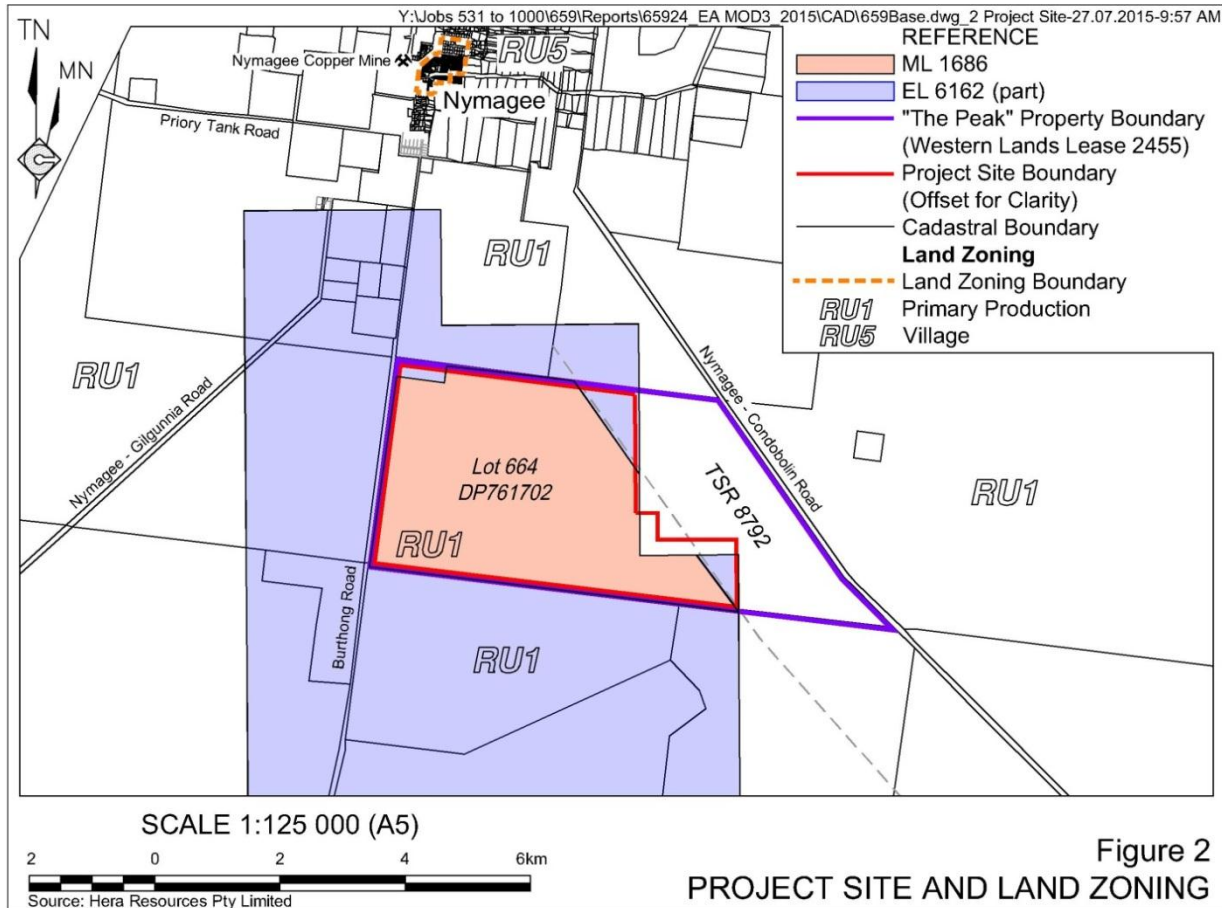 Y:\Jobs 531 to 1000\659\Reports\65924_EA MOD3_2015\CAD\659Base.dwg_2 Project Site-27.07.2015-9:57 AM
TN
MN
Nymagee Copper Mine
RU5
Nymagee
Priory Tank Road
REFERENCE
ML 1686
EL 6162 (part)
"The Peak" Property Boundary
(Western Lands Lease 2455)
Project Site Boundary
(Offset for Clarity)
Cadastral Boundary
Land Zoning
Land Zoning Boundary
RU1 Primary Production
RU5 Village
RU1
RU1
Nymagee - Gilgunnia Road
Nymagee - Condobolin Road
Lot 664
DP761702
TSR 8792
RU1
RU1
Burthong Road
RU1
SCALE 1:125 000 (A5)
2 0 2 4 6km
Source: Hera Resources Pty Limited
Figure 2
PROJECT SITE AND LAND ZONING